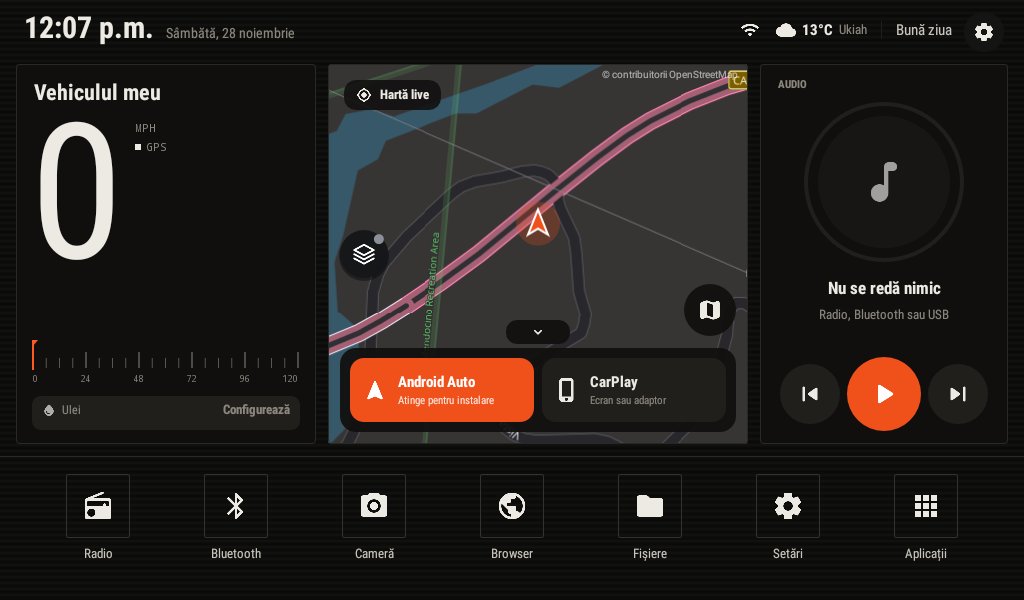 12:07 p.m.
Sâmbătă, 28 noiembrie
13°C Ukiah
Bună ziua
Vehiculul meu
0
MPH
GPS
0 24 48 72 96 120
Ulei
Configurează
© contribuitorii OpenStreetMap
CA
Hartă live
Recreation Area
Android Auto
Atinge pentru instalare
CarPlay
Ecran sau adaptor
AUDIO
Nu se redă nimic
Radio, Bluetooth sau USB
Radio
Bluetooth
Cameră
Browser
Fișiere
Setări
Aplicații